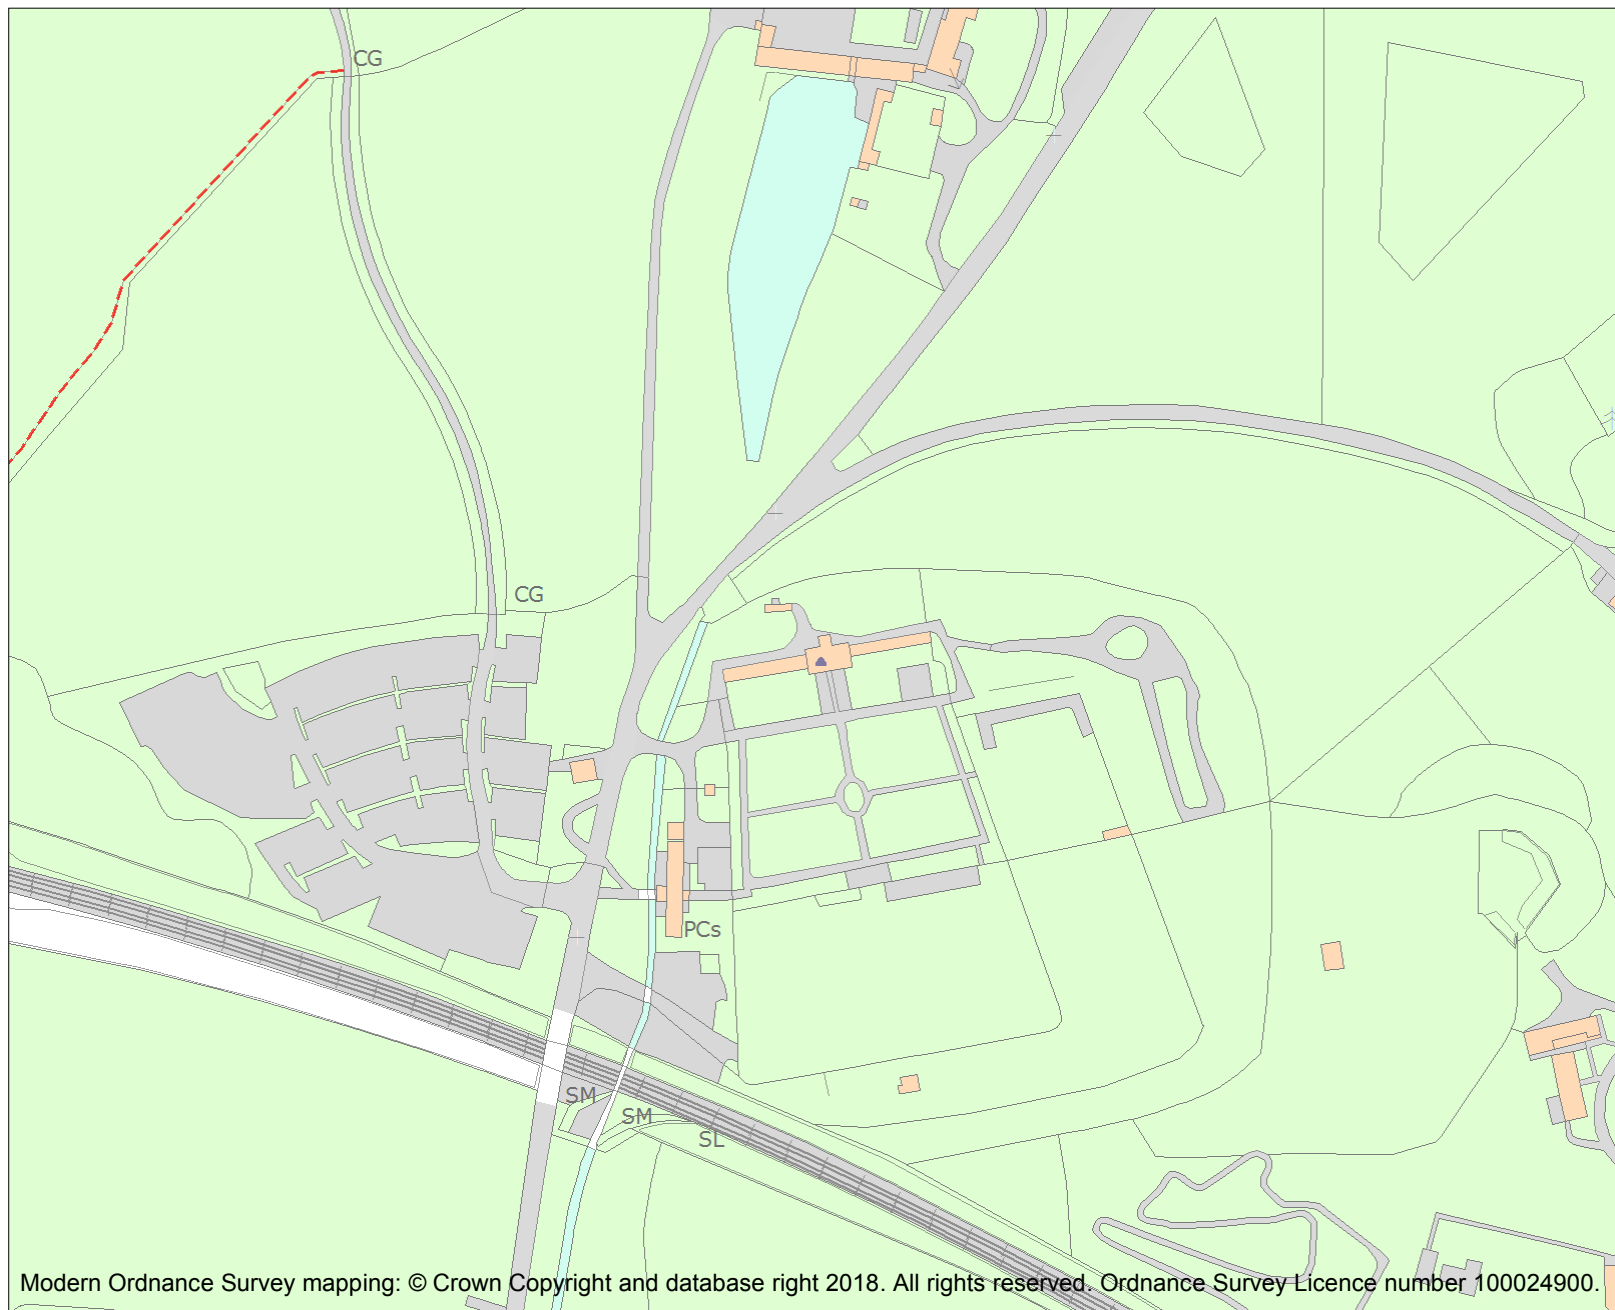 CG
CG
PCs
SM
SM
SL
Modern Ordnance Survey mapping: © Crown Copyright and database right 2018. All rights reserved. Ordnance Survey Licence number 100024900.